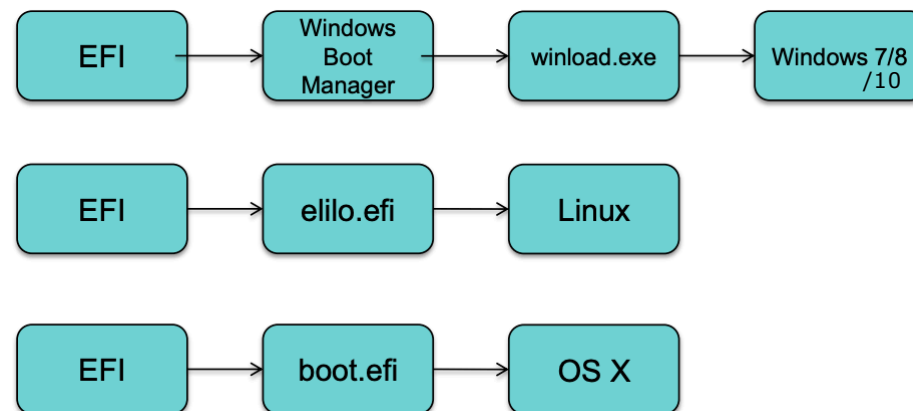 EFI
Windows
Boot
Manager
winload.exe
Windows 7/8
/10
EFI
elilo.efi
Linux
EFI
boot.efi
OS X